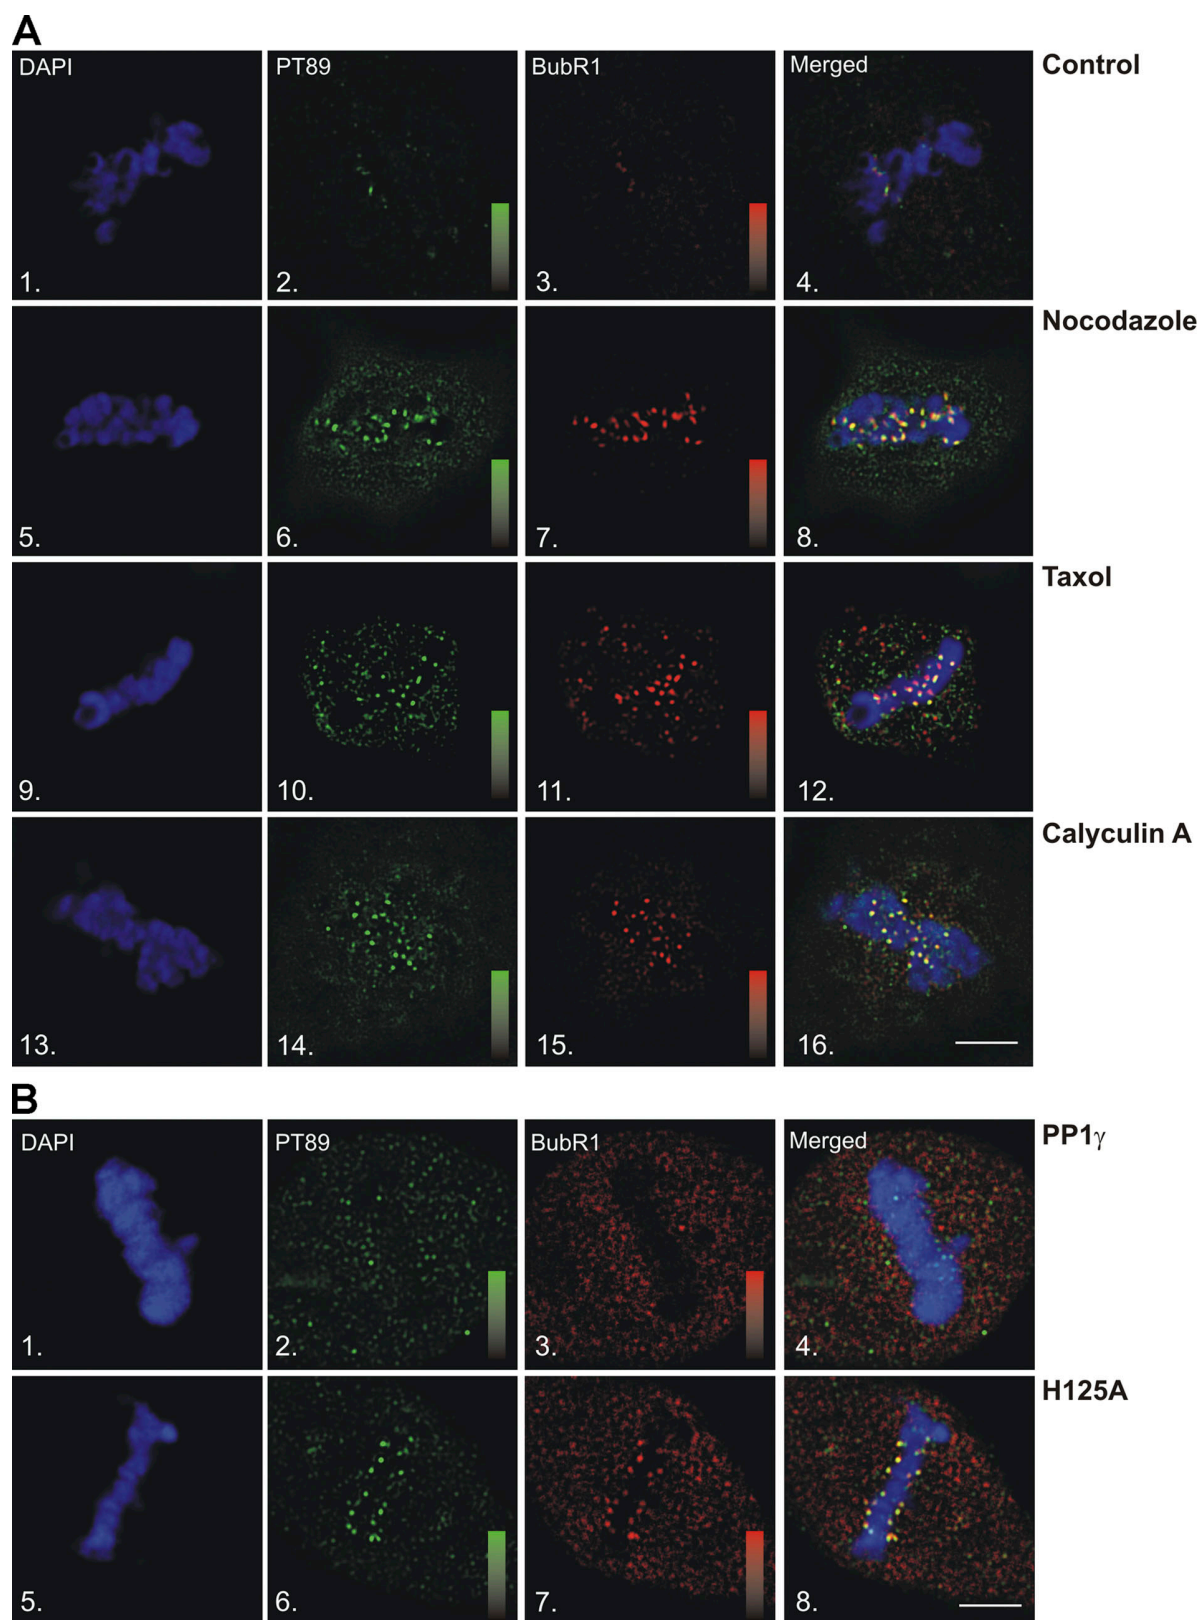 A
DAPI PT89 BubR1 Merged Control
1. 2. 3. 4.
Nocodazole
5. 6. 7. 8.
Taxol
9. 10. 11. 12.
Calyculin A
13. 14. 15. 16.
B
DAPI PT89 BubR1 Merged PP1γ
1. 2. 3. 4.
H125A
5. 6. 7. 8.